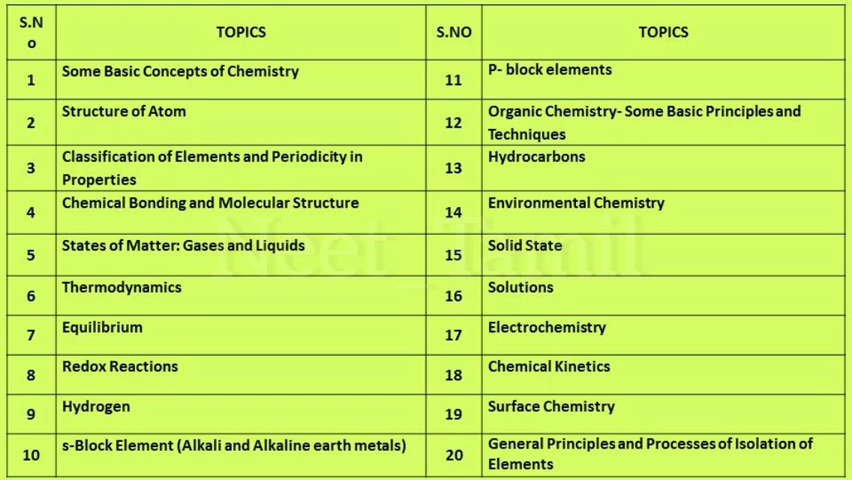 S.N
o
TOPICS
S.NO
TOPICS
1
Some Basic Concepts of Chemistry
11
P- block elements
2
Structure of Atom
12
Organic Chemistry- Some Basic Principles and
Techniques
3
Classification of Elements and Periodicity in
Properties
13
Hydrocarbons
4
Chemical Bonding and Molecular Structure
14
Environmental Chemistry
5
States of Matter: Gases and Liquids
15
Solid State
6
Thermodynamics
16
Solutions
7
Equilibrium
17
Electrochemistry
8
Redox Reactions
18
Chemical Kinetics
9
Hydrogen
19
Surface Chemistry
10
s-Block Element (Alkali and Alkaline earth metals)
20
General Principles and Processes of Isolation of
Elements
Neet_Tamil